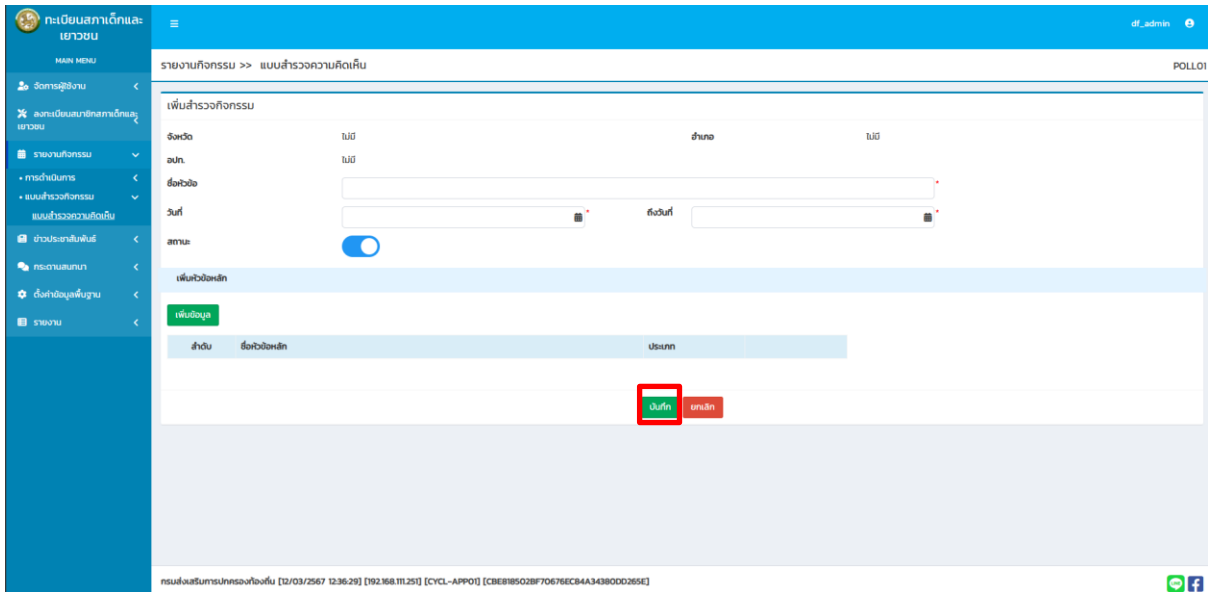 ทะเบียนสภาเด็กและ
เยาวชน
df_admin
MAIN MENU
รายงานกิจกรรม >> แบบสำรวจความคิดเห็น
POLL01
จัดการผู้ใช้งาน
ลงทะเบียนสมาชิกสภาเด็กและ
เยาวชน
รายงานกิจกรรม
การดำเนินการ
แบบสำรวจกิจกรรม
แบบสำรวจความคิดเห็น
ข่าวประชาสัมพันธ์
กระดานสนทนา
ตั้งค่าข้อมูลพื้นฐาน
รายงาน
เพิ่มสำรวจกิจกรรม
จังหวัด ไม่มี อำเภอ ไม่มี
อปท. ไม่มี
ชื่อหัวข้อ *
วันที่ * ถึงวันที่ *
สถานะ
เพิ่มหัวข้อหลัก
เพิ่มข้อมูล
ลำดับ ชื่อหัวข้อหลัก ประเภท
บันทึก ยกเลิก
กรมส่งเสริมการปกครองท้องถิ่น [12/03/2567 12:36:29] [192.168.111.251] [CYCL-APP01] [CBE818502BF70676EC84A34380DD265E]